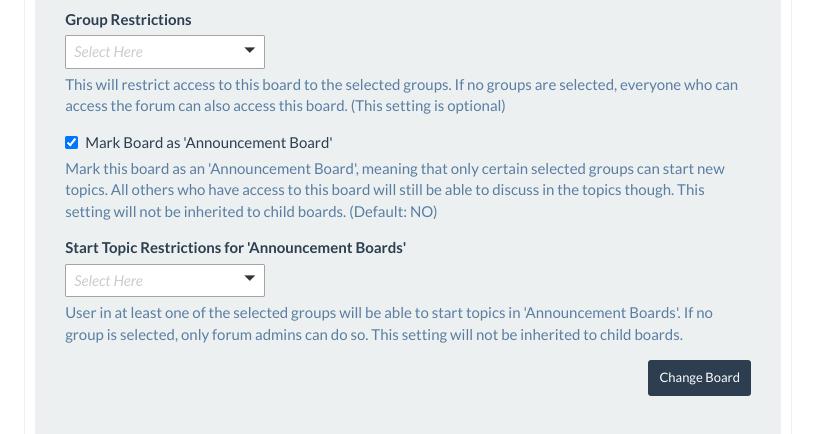 Group Restrictions
Select Here
This will restrict access to this board to the selected groups. If no groups are selected, everyone who can
access the forum can also access this board. (This setting is optional)
Mark Board as 'Announcement Board'
Mark this board as an 'Announcement Board', meaning that only certain selected groups can start new
topics. All others who have access to this board will still be able to discuss in the topics though. This
setting will not be inherited to child boards. (Default: NO)
Start Topic Restrictions for 'Announcement Boards'
Select Here
User in at least one of the selected groups will be able to start topics in 'Announcement Boards'. If no
group is selected, only forum admins can do so. This setting will not be inherited to child boards.
Change Board